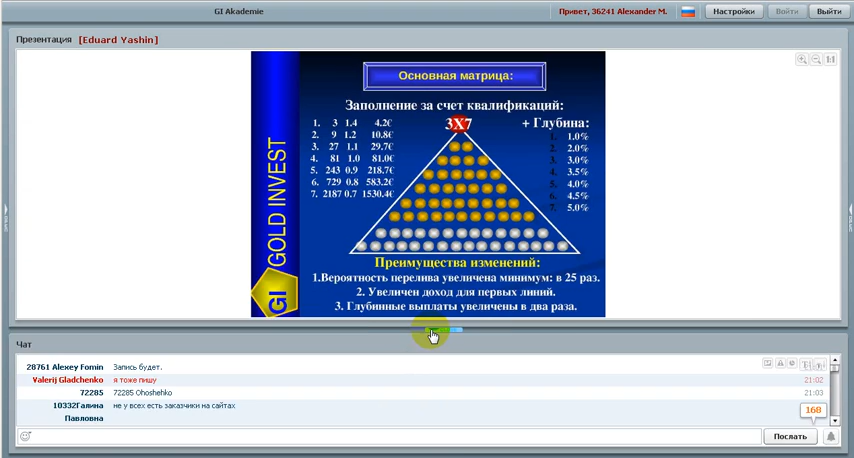 GI Akademie
Привет, 36241 Alexander M.
Настройки
Войти
Выйти
Презентация [Eduard Yashin]
1:1
Основная матрица:
Заполнение за счет квалификаций:
3X7
+ Глубина:
1. 3 1.4 4.2€
2. 9 1.2 10.8€
3. 27 1.1 29.7€
4. 81 1.0 81.0€
5. 243 0.9 218.7€
6. 729 0.8 583.2€
7. 2187 0.7 1530.4€
1. 1.0%
2. 2.0%
3. 3.0%
4. 3.5%
5. 4.0%
6. 4.5%
7. 5.0%
GI GOLD INVEST
Преимущества изменений:
1.Вероятность перелива увеличена минимум: в 25 раз.
2. Увеличен доход для первых линий.
3. Глубинные выплаты увеличены в два раза.
Чат
28761 Alexey Fomin Запись будет.
Valerij Gladchenko я тоже пишу 21:02
72285 72285 Ohoshehko 21:03
10332Галина не у всех есть заказчики на сайтах
Павловна
168
Послать